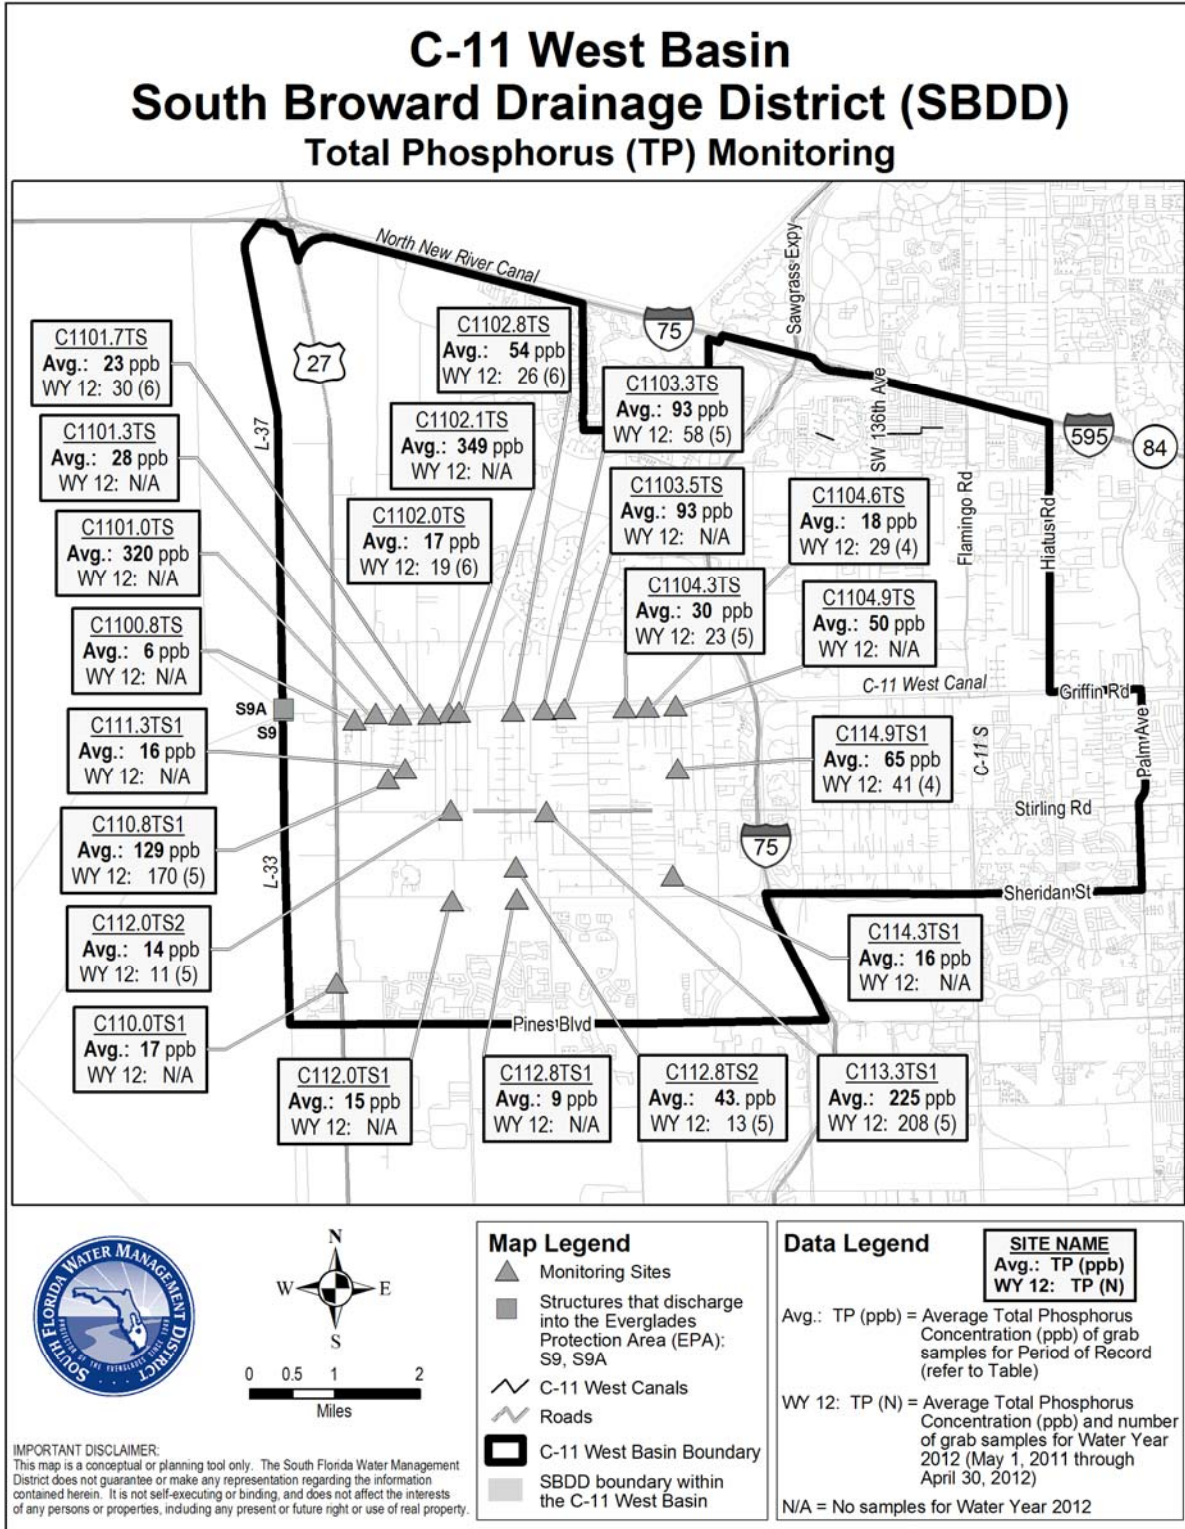 C-11 West Basin
South Broward Drainage District (SBDD)
Total Phosphorus (TP) Monitoring
North New River Canal
Sawgrass Expy
75
27
L-37
SW 136th Ave
595
84
Flamingo Rd
Hiatus Rd
C1101.7TS
Avg.: 23 ppb
WY 12: 30 (6)
C1102.8TS
Avg.: 54 ppb
WY 12: 26 (6)
C1103.3TS
Avg.: 93 ppb
WY 12: 58 (5)
C1101.3TS
Avg.: 28 ppb
WY 12: N/A
C1102.1TS
Avg.: 349 ppb
WY 12: N/A
C1103.5TS
Avg.: 93 ppb
WY 12: N/A
C1104.6TS
Avg.: 18 ppb
WY 12: 29 (4)
C1101.0TS
Avg.: 320 ppb
WY 12: N/A
C1102.0TS
Avg.: 17 ppb
WY 12: 19 (6)
C1104.3TS
Avg.: 30 ppb
WY 12: 23 (5)
C1104.9TS
Avg.: 50 ppb
WY 12: N/A
C1100.8TS
Avg.: 6 ppb
WY 12: N/A
C-11 West Canal
Griffin Rd
S9A
S9
Palm Ave
C-11 S
C111.3TS1
Avg.: 16 ppb
WY 12: N/A
C114.9TS1
Avg.: 65 ppb
WY 12: 41 (4)
Stirling Rd
C110.8TS1
Avg.: 129 ppb
WY 12: 170 (5)
L-33
75
Sheridan St
C112.0TS2
Avg.: 14 ppb
WY 12: 11 (5)
C114.3TS1
Avg.: 16 ppb
WY 12: N/A
C110.0TS1
Avg.: 17 ppb
WY 12: N/A
Pines Blvd
C112.0TS1
Avg.: 15 ppb
WY 12: N/A
C112.8TS1
Avg.: 9 ppb
WY 12: N/A
C112.8TS2
Avg.: 43. ppb
WY 12: 13 (5)
C113.3TS1
Avg.: 225 ppb
WY 12: 208 (5)
SOUTH FLORIDA WATER MANAGEMENT DISTRICT
PROTECTOR OF THE EVERGLADES SINCE 1949
N
W E
S
0 0.5 1 2
Miles
IMPORTANT DISCLAIMER:
This map is a conceptual or planning tool only. The South Florida Water Management
District does not guarantee or make any representation regarding the information
contained herein. It is not self-executing or binding, and does not affect the interests
of any persons or properties, including any present or future right or use of real property.
Map Legend
Monitoring Sites
Structures that discharge
into the Everglades
Protection Area (EPA):
S9, S9A
C-11 West Canals
Roads
C-11 West Basin Boundary
SBDD boundary within
the C-11 West Basin
Data Legend
SITE NAME
Avg.: TP (ppb)
WY 12: TP (N)
Avg.: TP (ppb) = Average Total Phosphorus
Concentration (ppb) of grab
samples for Period of Record
(refer to Table)
WY 12: TP (N) = Average Total Phosphorus
Concentration (ppb) and number
of grab samples for Water Year
2012 (May 1, 2011 through
April 30, 2012)
N/A = No samples for Water Year 2012